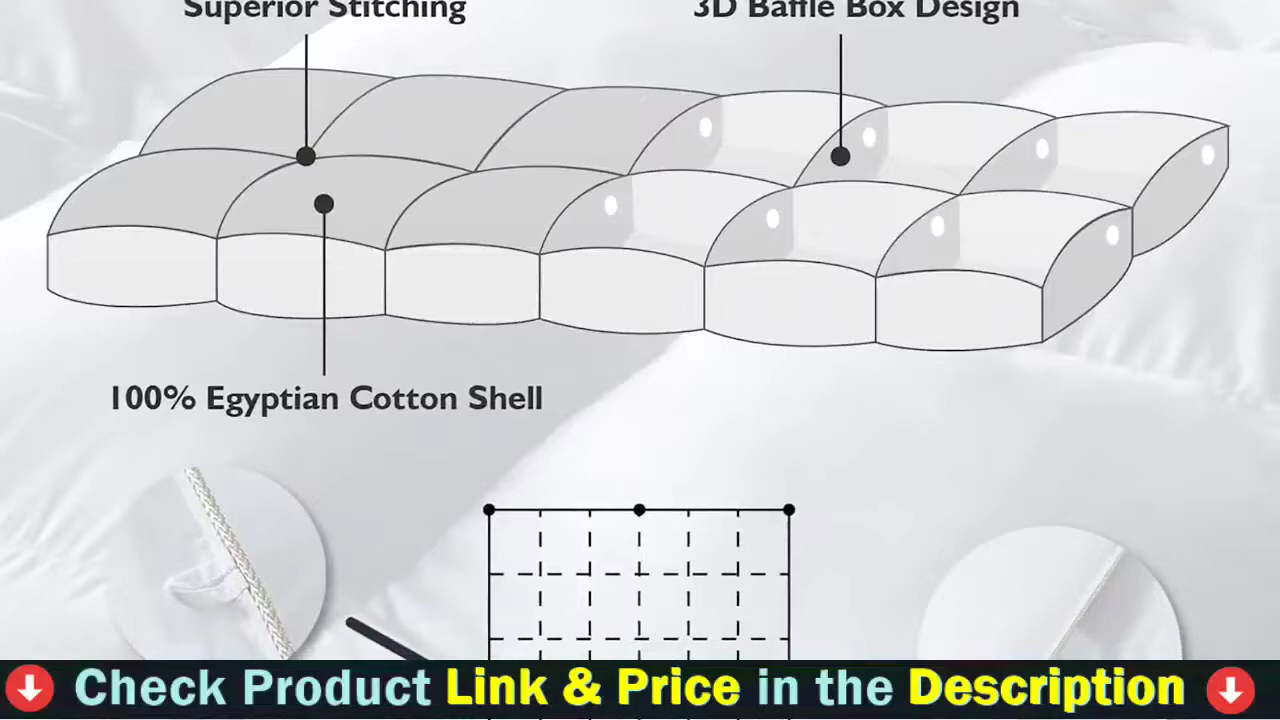 Superior Stitching
3D Baffle Box Design
100% Egyptian Cotton Shell
Check Product Link & Price in the Description